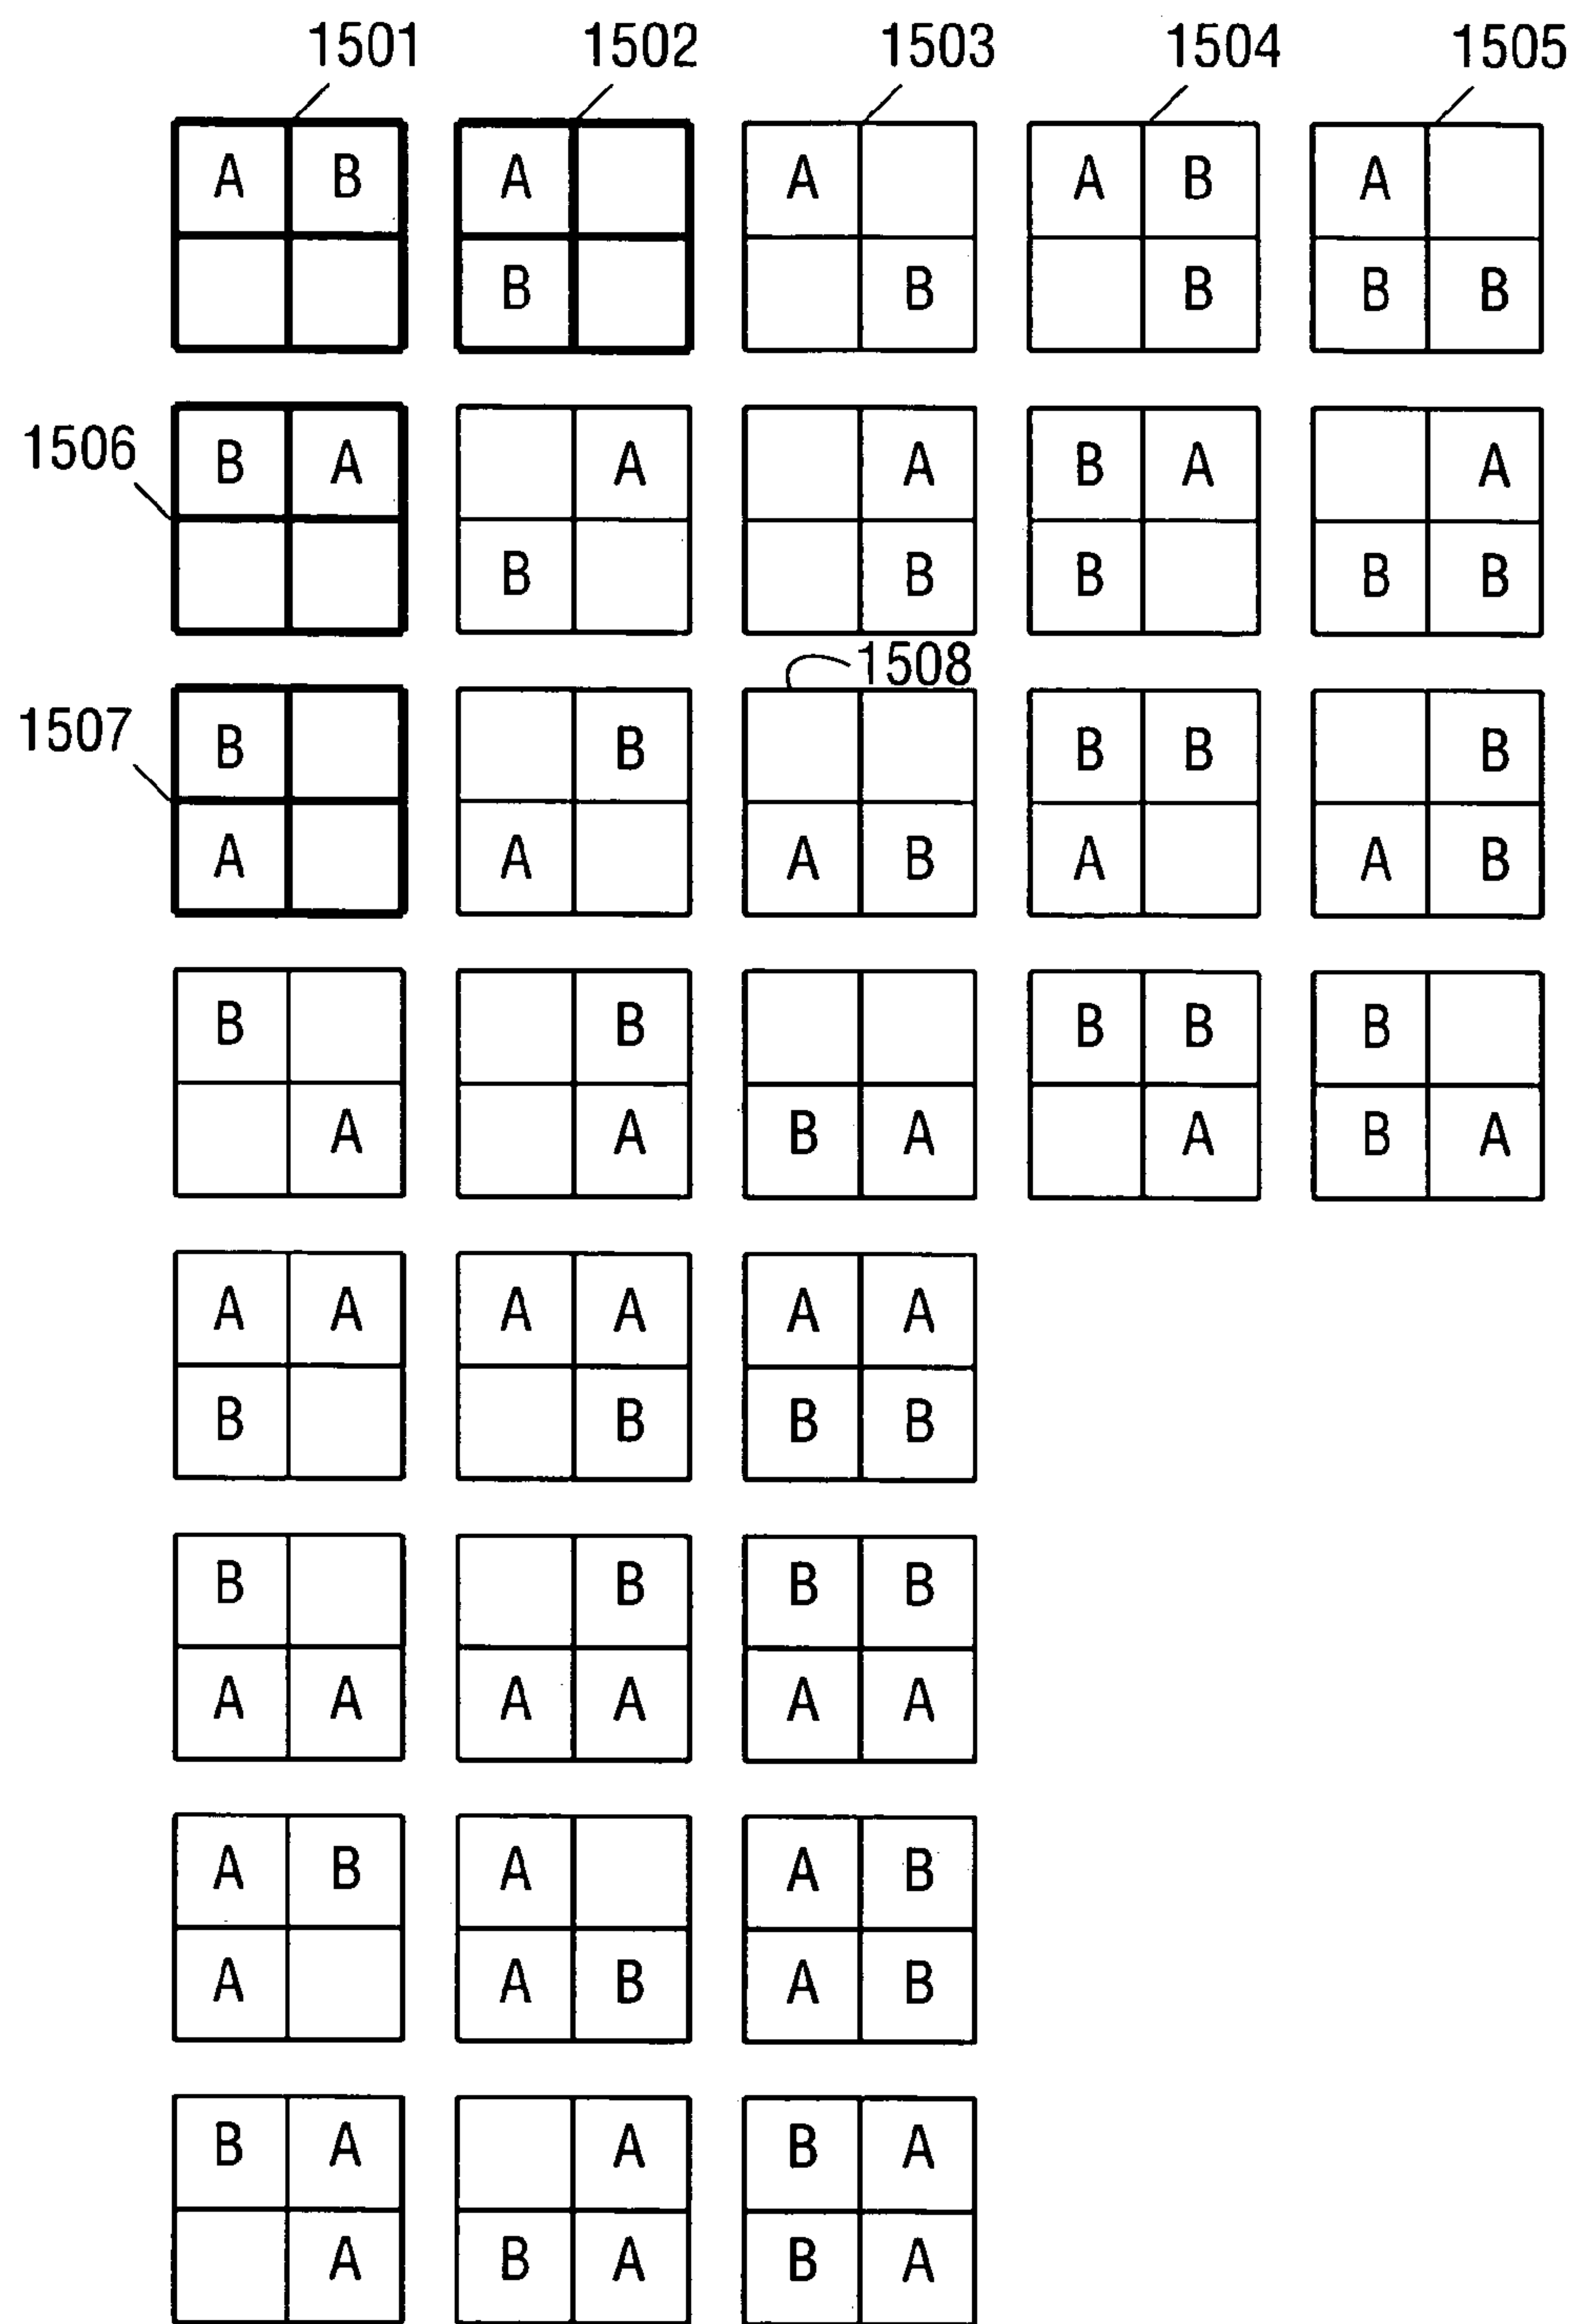 1501 1502 1503 1504 1505
A B A A A B A
B B B B B
1506 B A A A B A A
B B B B B
1508
1507 B B B B B
A A A B A A B
B B B B B
A A B A A B A
A A A A A A
B B B B
B B B B
A A A A A A
A B A A B
A A B A B
B A A B A
A B A B A